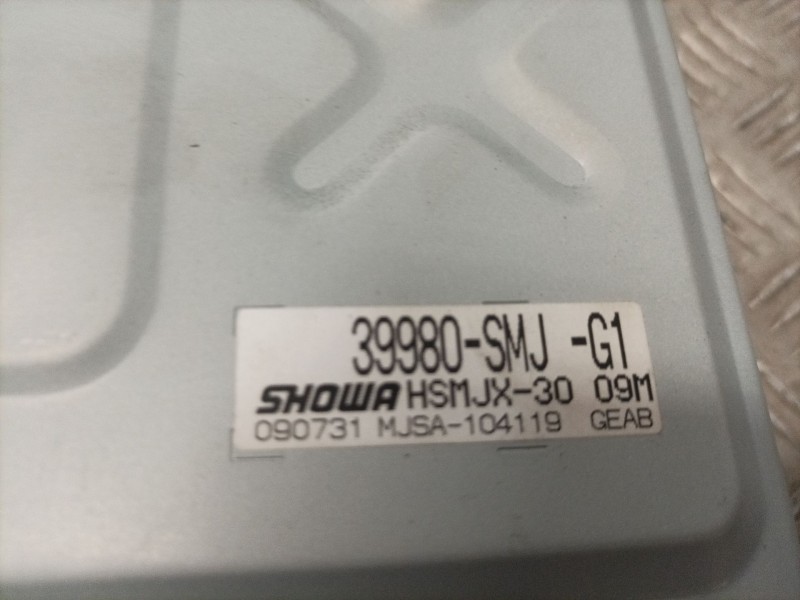 39980-SMJ -G1
SHOWA HSMJX-30 09M
090731 MJSA-104119 GEAB